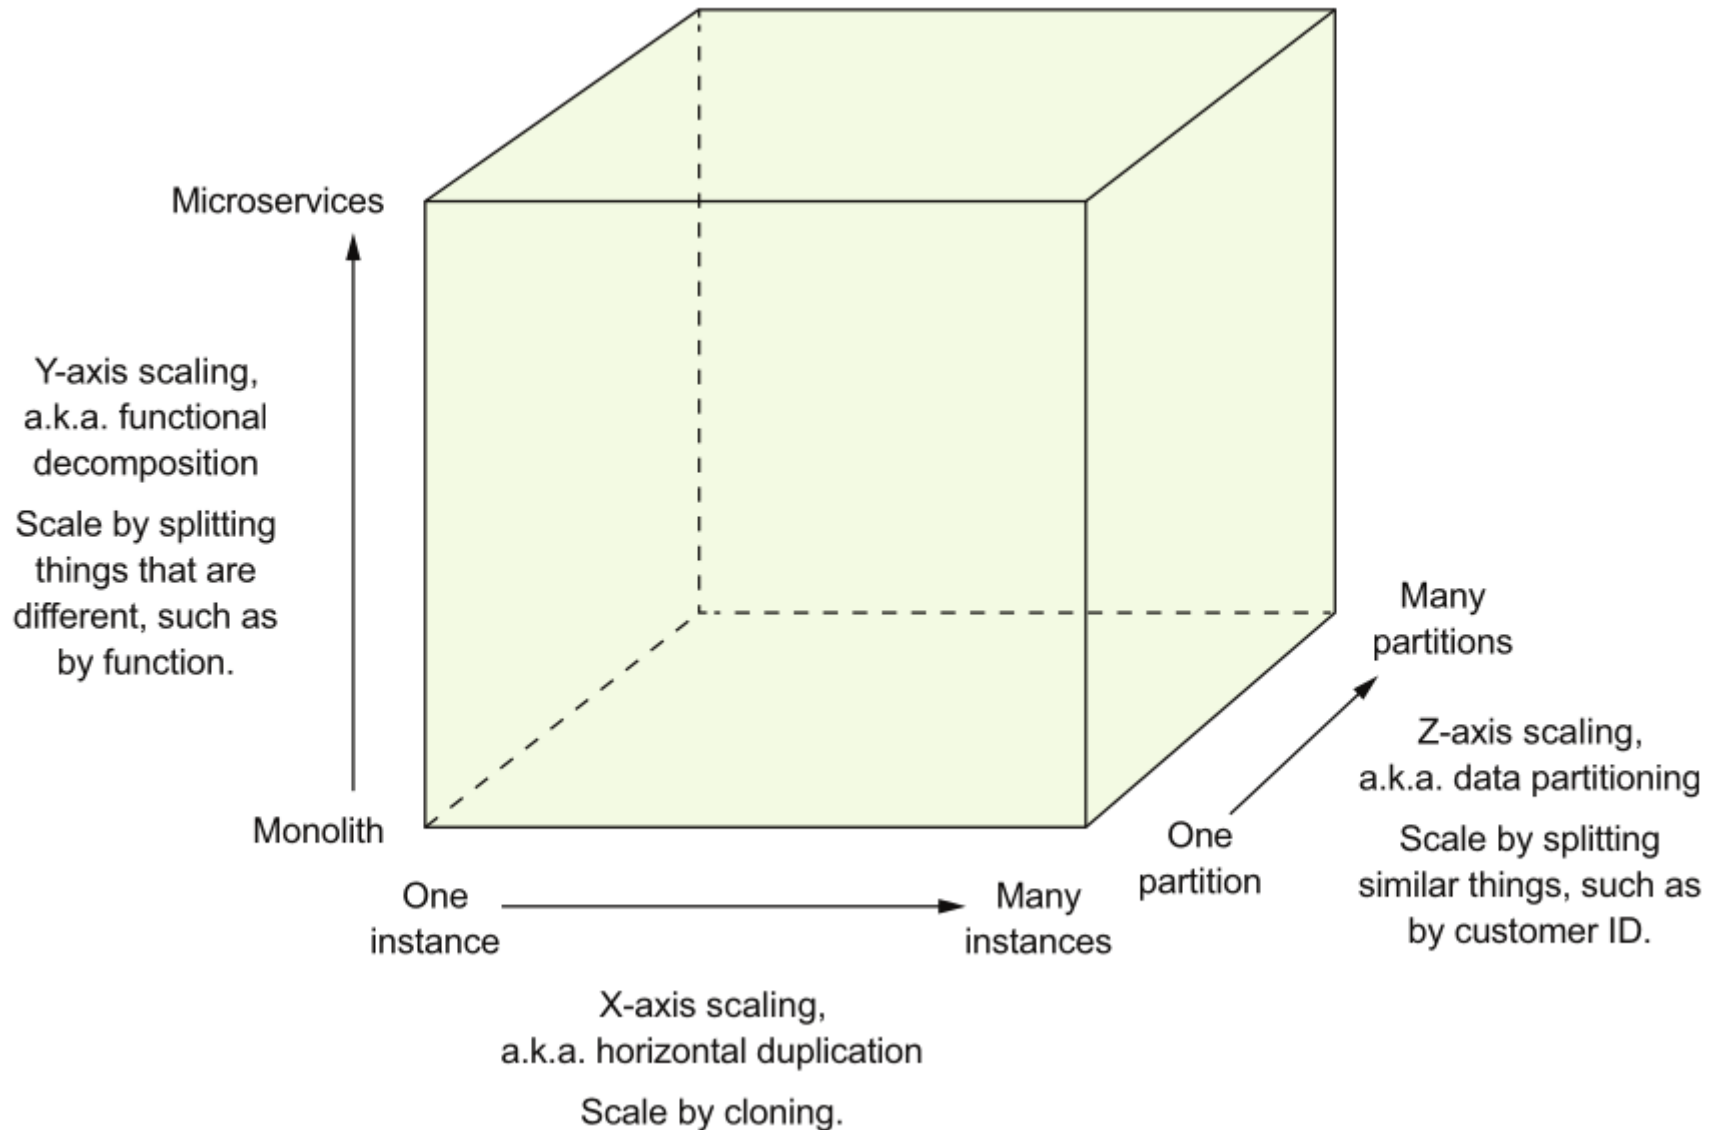 Microservices
Y-axis scaling,
a.k.a. functional
decomposition
Scale by splitting
things that are
different, such as
by function.
Monolith
One
instance
Many
instances
X-axis scaling,
a.k.a. horizontal duplication
Scale by cloning.
One
partition
Many
partitions
Z-axis scaling,
a.k.a. data partitioning
Scale by splitting
similar things, such as
by customer ID.